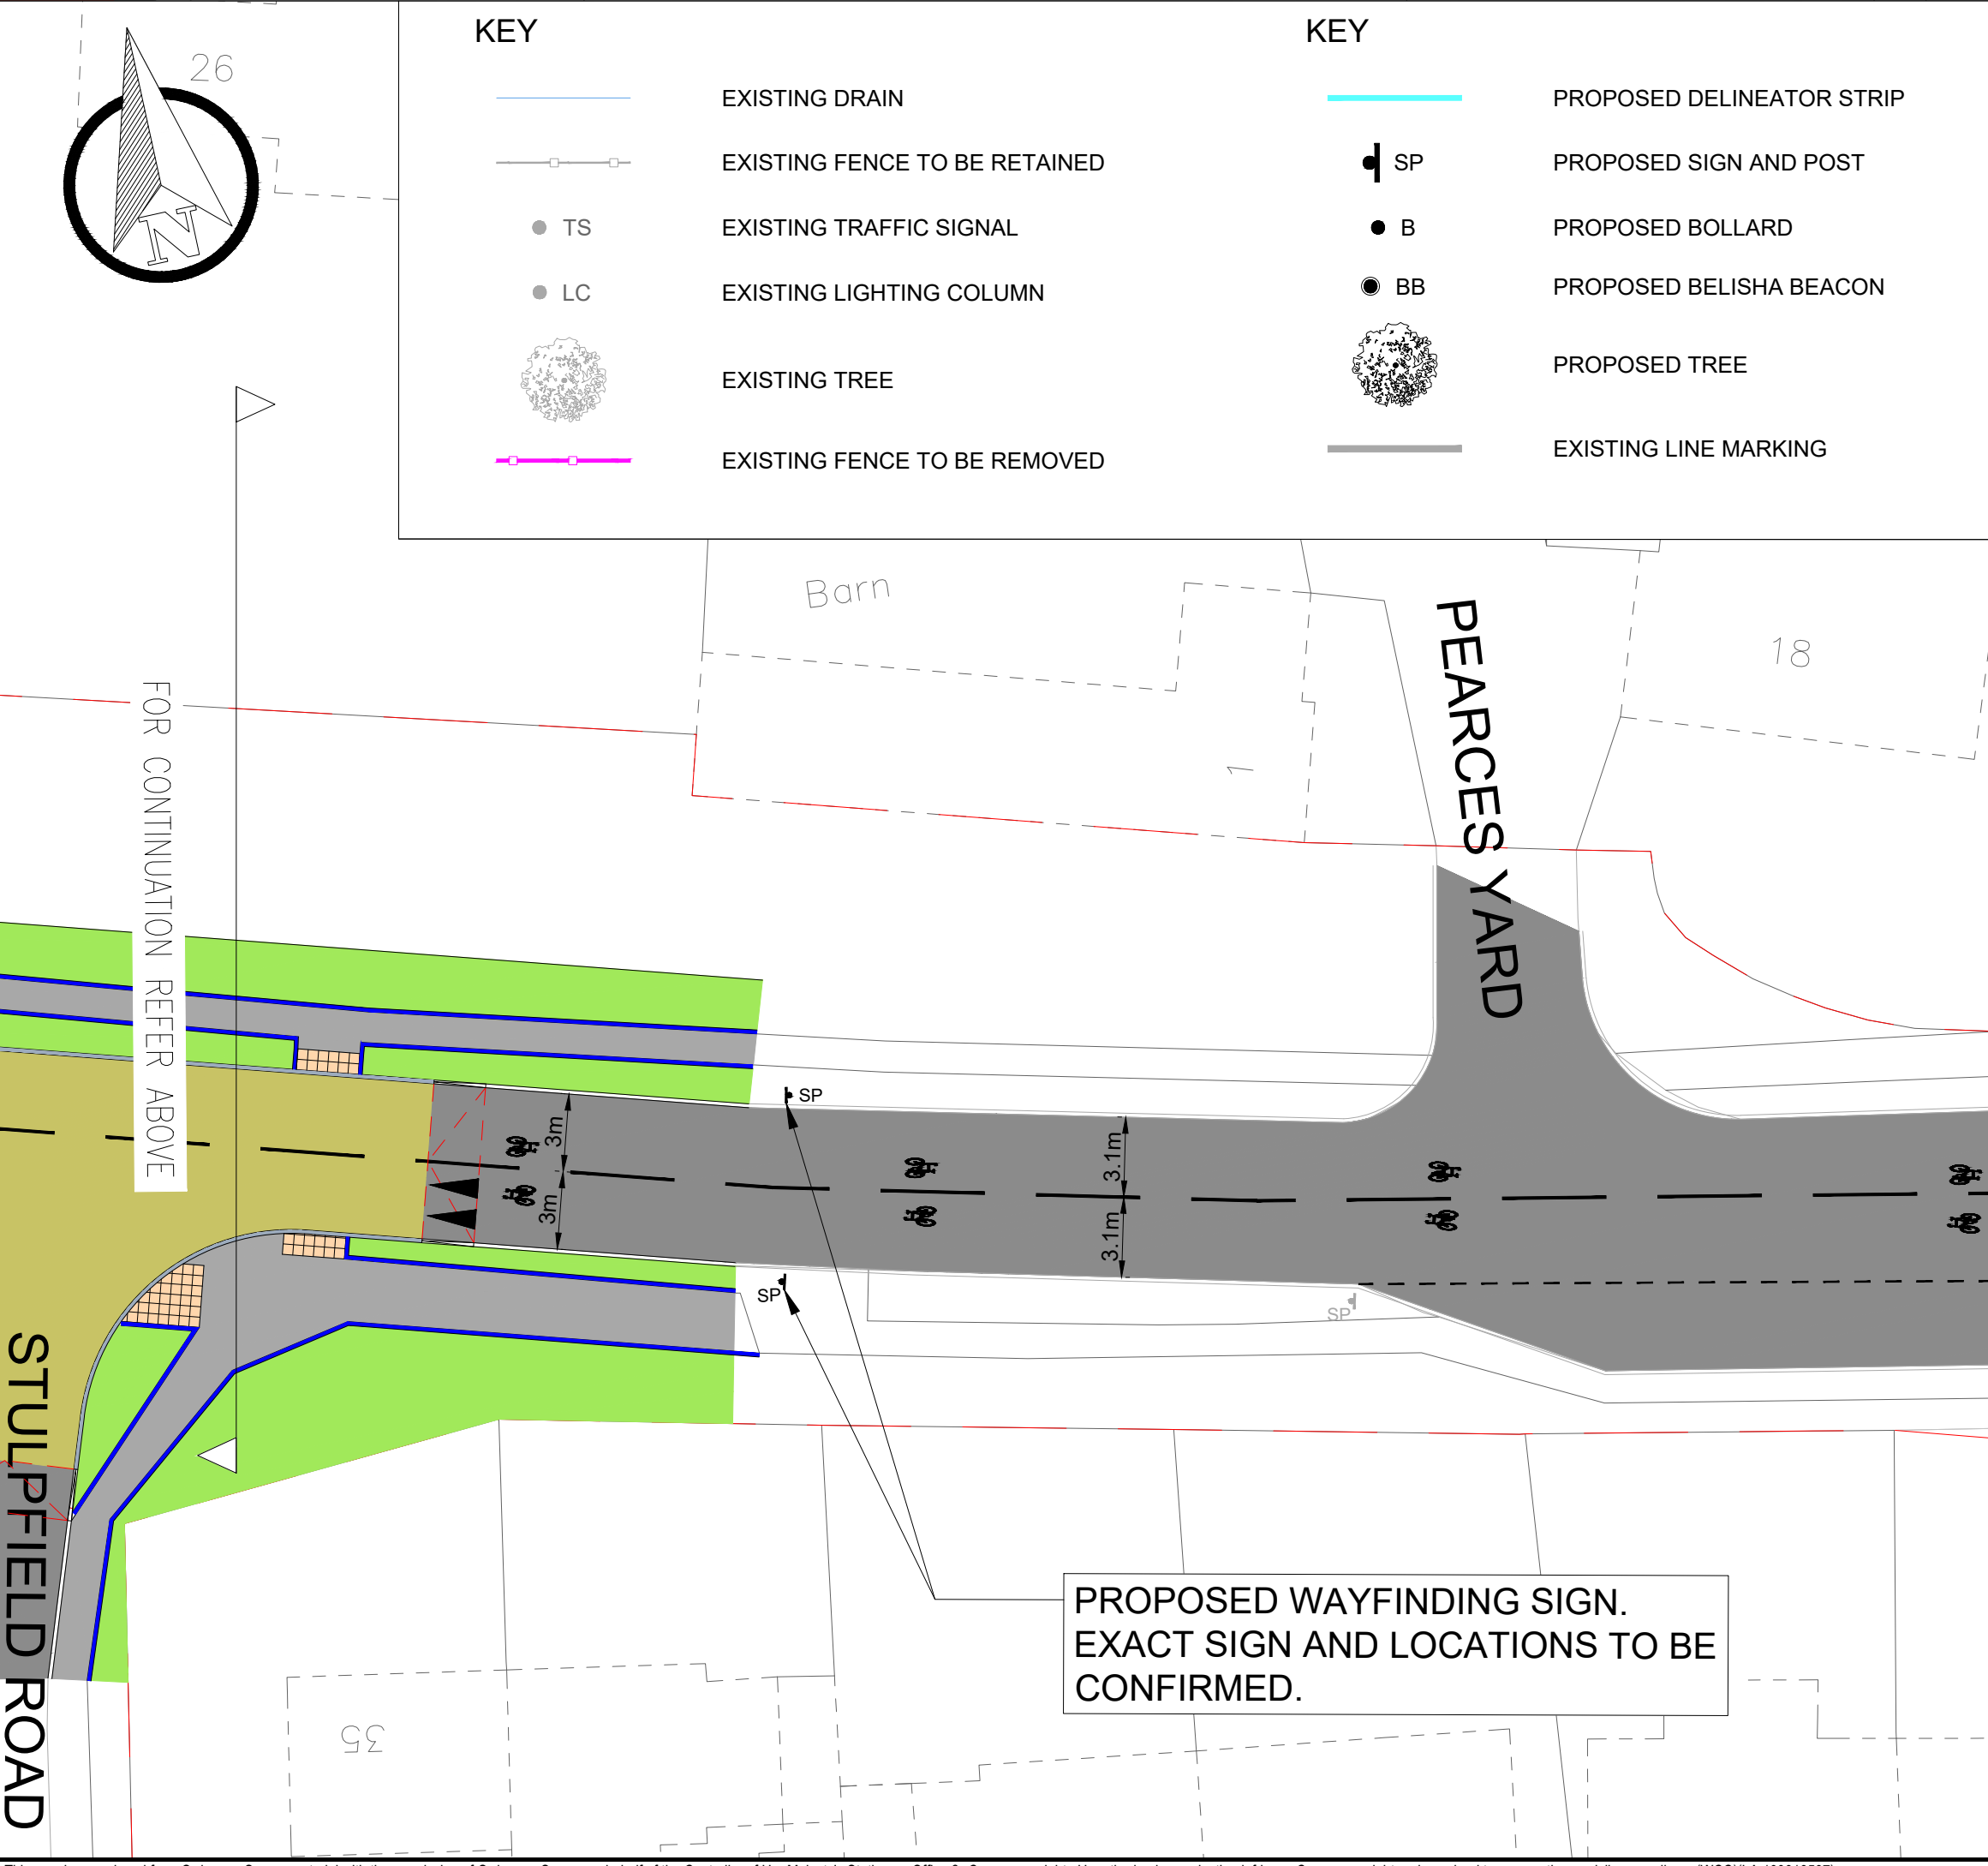 KEY
EXISTING DRAIN
EXISTING FENCE TO BE RETAINED
TS EXISTING TRAFFIC SIGNAL
LC EXISTING LIGHTING COLUMN
EXISTING TREE
EXISTING FENCE TO BE REMOVED
KEY
PROPOSED DELINEATOR STRIP
SP PROPOSED SIGN AND POST
B PROPOSED BOLLARD
BB PROPOSED BELISHA BEACON
PROPOSED TREE
EXISTING LINE MARKING
26
N
Barn
18
1
PEARCES YARD
FOR CONTINUATION REFER ABOVE
SP
3m
3m
3.1m
3.1m
SP
SP
STULPFIELD ROAD
PROPOSED WAYFINDING SIGN.
EXACT SIGN AND LOCATIONS TO BE
CONFIRMED.
35